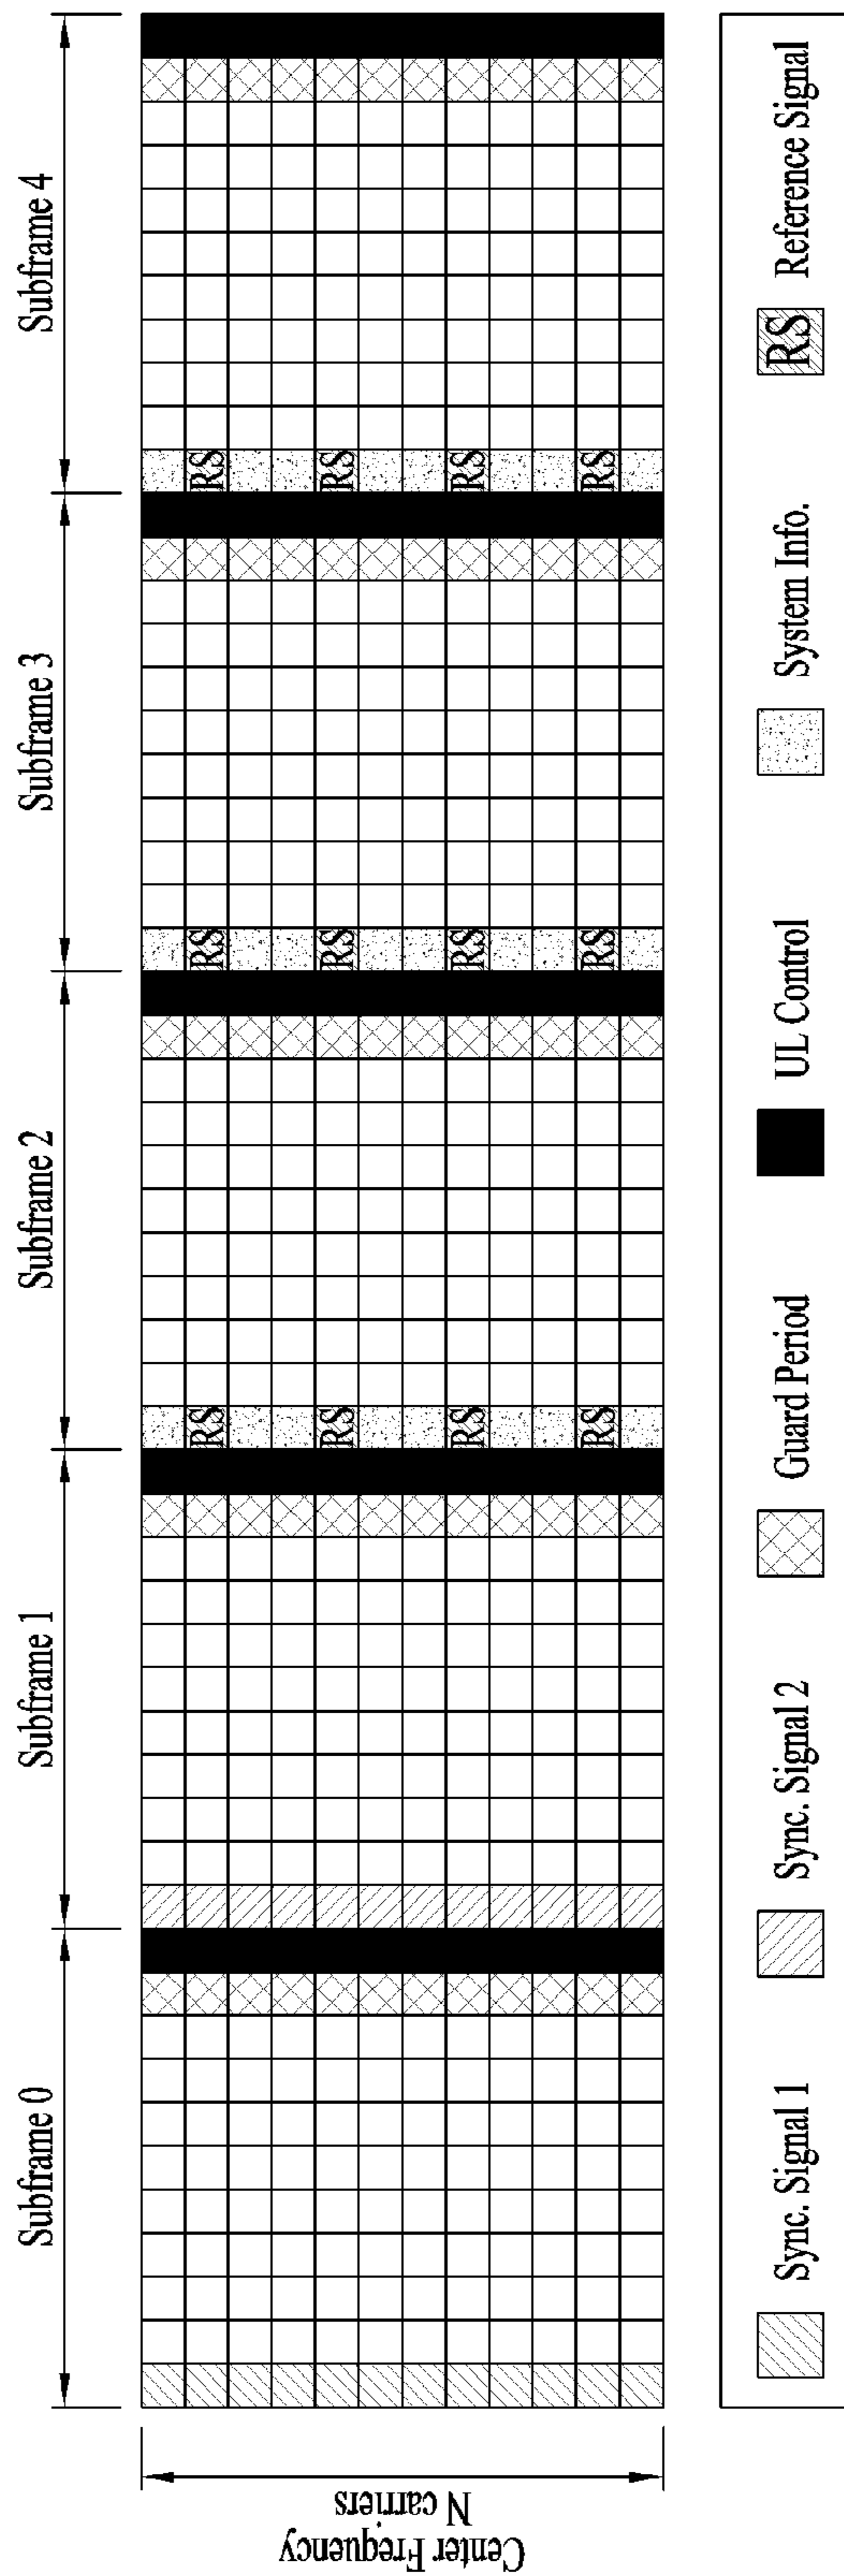 Subframe 0
Subframe 1
Subframe 2
Subframe 3
Subframe 4
Center Frequency
N carriers
RS
RS
RS
RS
RS
RS
RS
RS
RS
RS
RS
RS
Sync. Signal 1
Sync. Signal 2
Guard Period
UL Control
System Info.
RS
Reference Signal